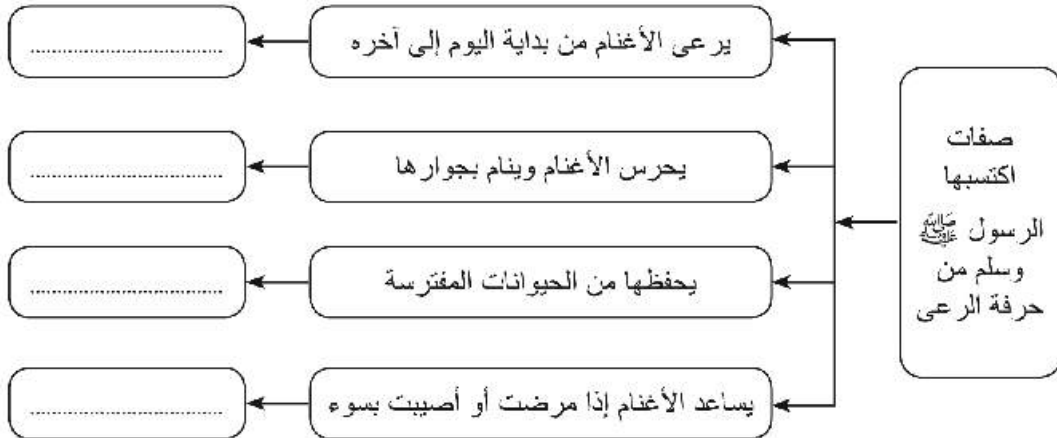 صفات
اكتسبها
الرسول ﷺ
وسلم من
حرفة الرعى
يرعى الأغنام من بداية اليوم إلى آخره
..............................
يحرس الأغنام وينام بجوارها
..............................
يحفظها من الحيوانات المفترسة
..............................
يساعد الأغنام إذا مرضت أو أصيبت بسوء
..............................